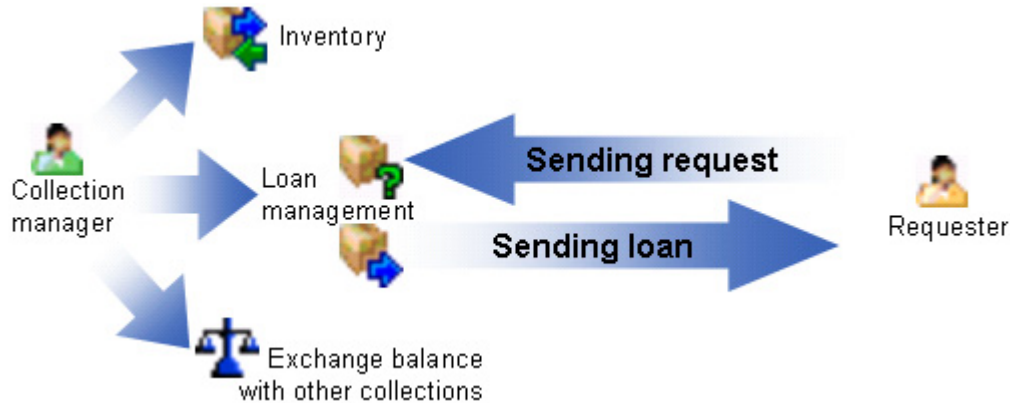 Inventory
Collection
manager
Loan
management
Sending request
Sending loan
Requester
Exchange balance
with other collections